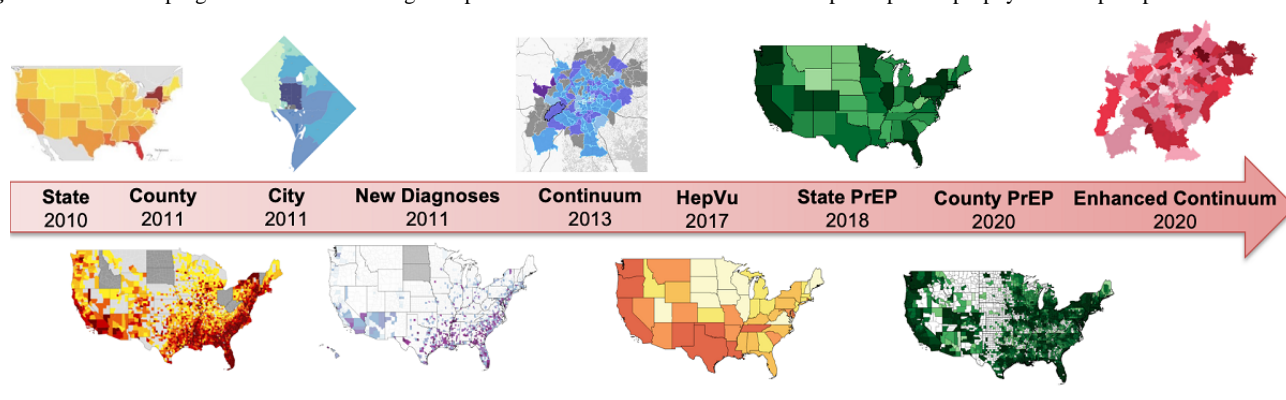 State
2010
County
2011
City
2011
New Diagnoses
2011
Continuum
2013
HepVu
2017
State PrEP
2018
County PrEP
2020
Enhanced Continuum
2020